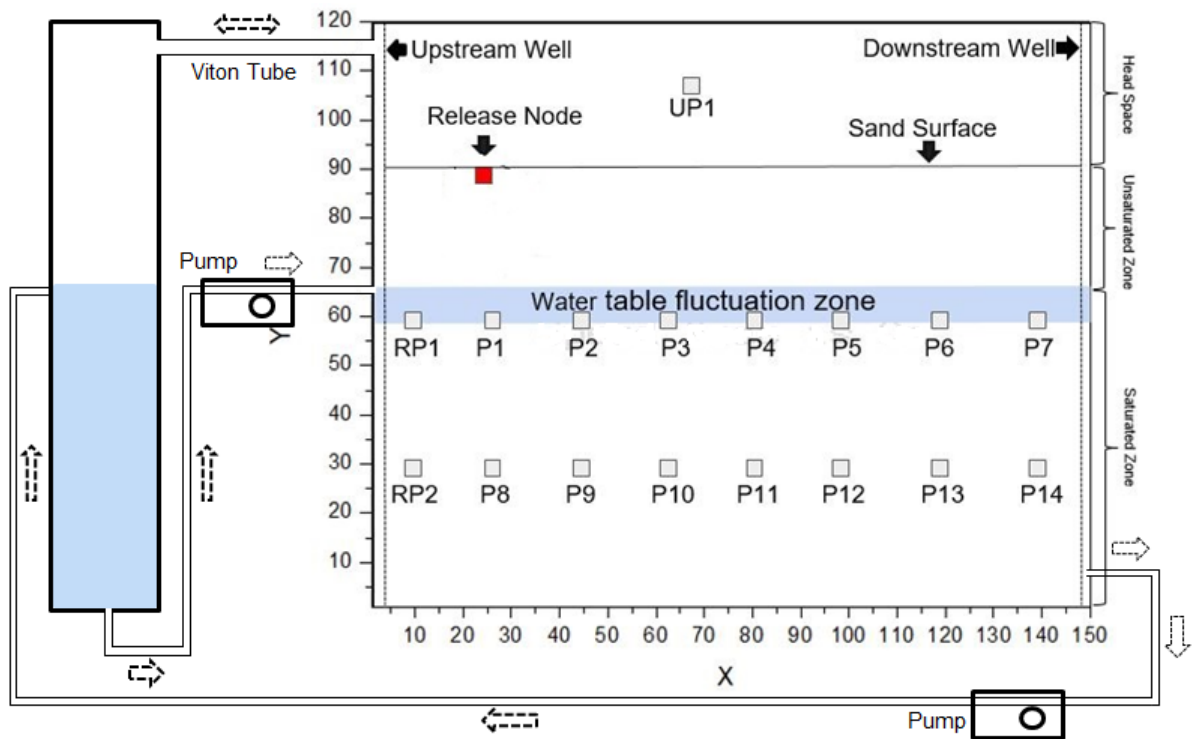 120
Viton Tube
Upstream Well
Downstream Well
110
UP1
Head Space
100
Release Node
Sand Surface
90
80
Unsaturated Zone
Pump
70
Water table fluctuation zone
60
Y
RP1 P1 P2 P3 P4 P5 P6 P7
50
40
Saturated Zone
30
RP2 P8 P9 P10 P11 P12 P13 P14
20
10
10 20 30 40 50 60 70 80 90 100 110 120 130 140 150
X
Pump